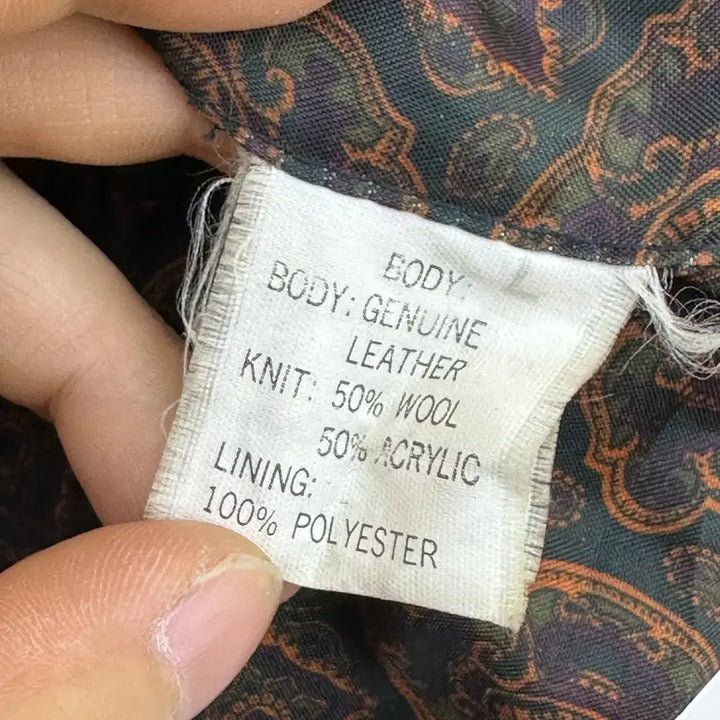 BODY:
BODY: GENUINE
LEATHER
KNIT: 50% WOOL
50% ACRYLIC
LINING:
100% POLYESTER